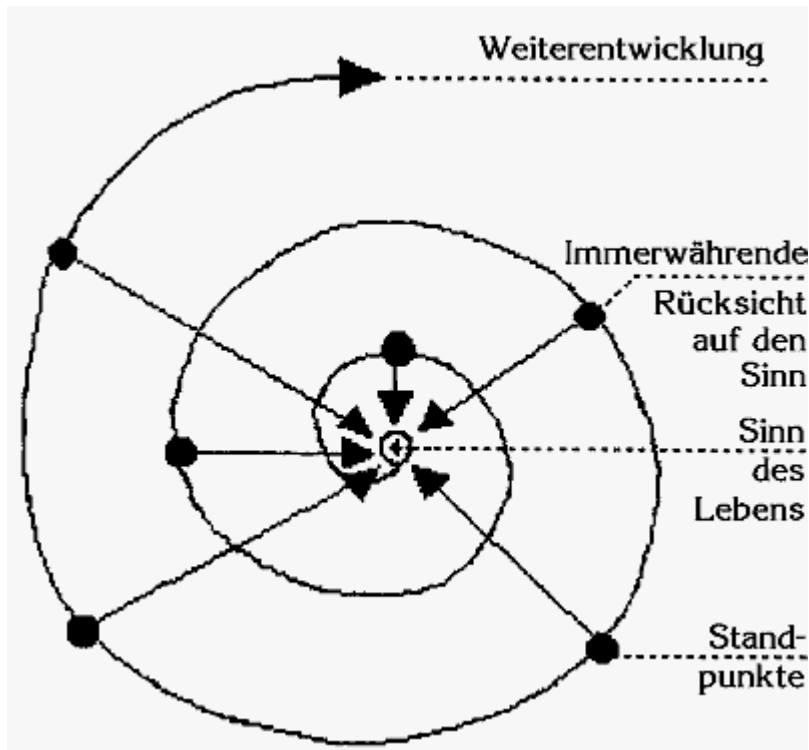 Weiterentwicklung
Immerwährende
Rücksicht
auf den
Sinn
Sinn
des
Lebens
Stand-
punkte